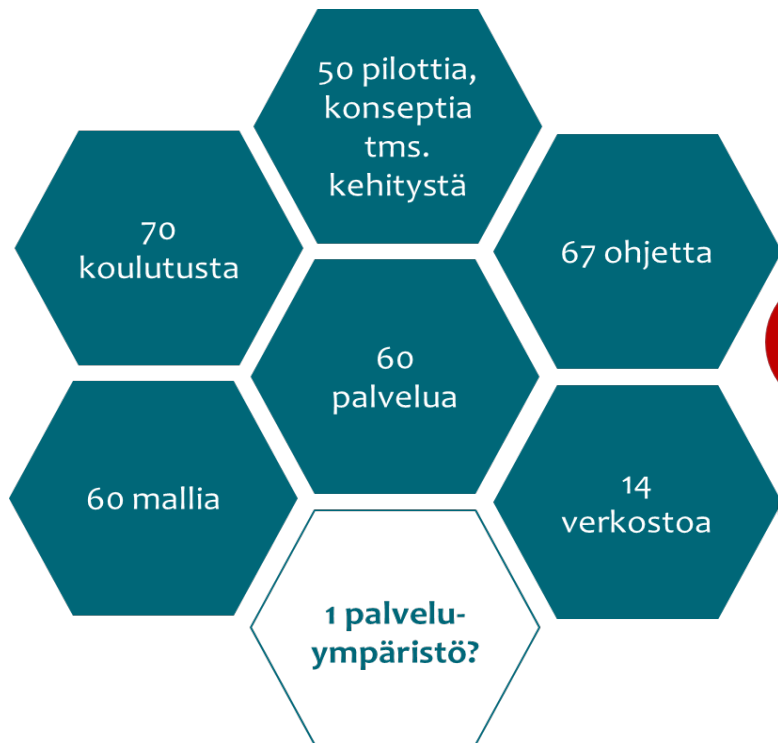 50 pilottia,
konseptia
tms.
kehitystä
70
koulutusta
67 ohjetta
60
palvelua
60 mallia
14
verkostoa
1 palvelu-
ympäristö?